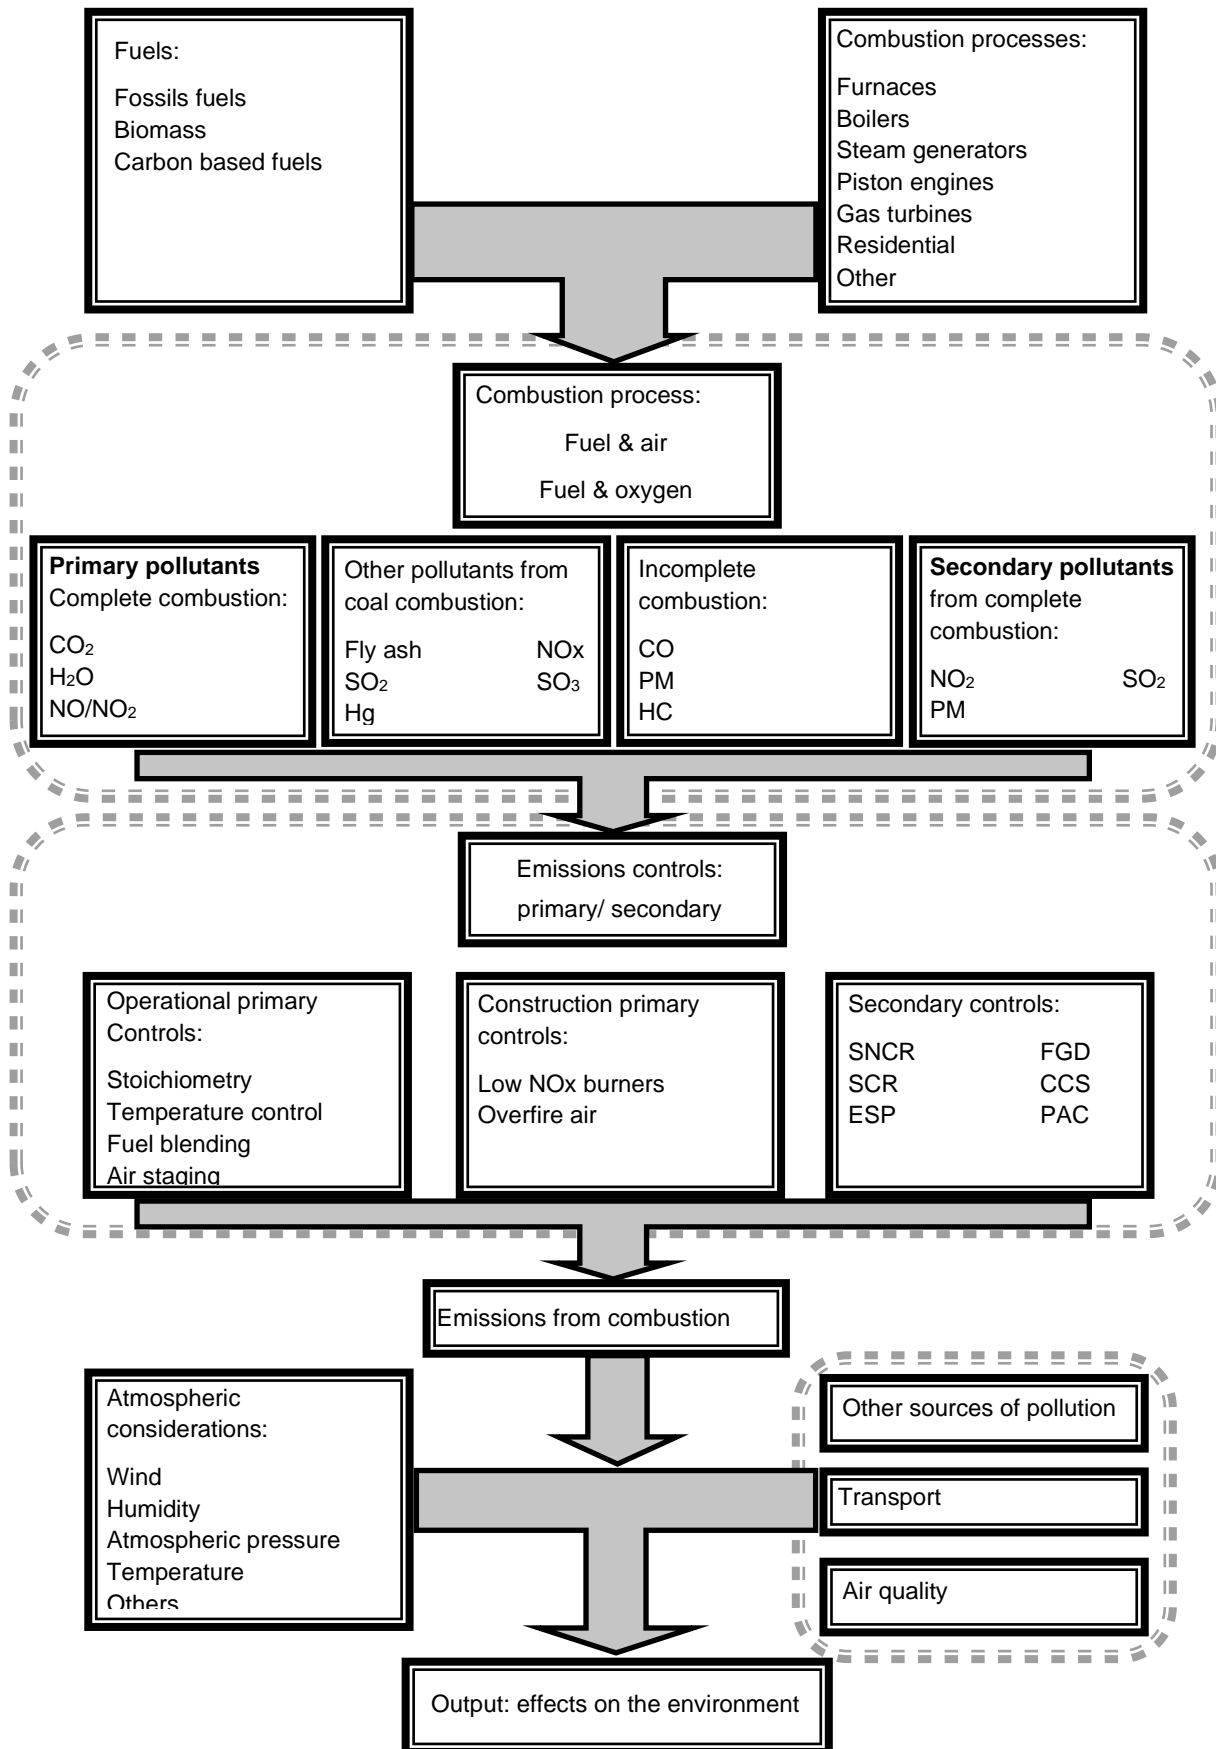 Fuels:
Fossils fuels
Biomass
Carbon based fuels
Combustion processes:
Furnaces
Boilers
Steam generators
Piston engines
Gas turbines
Residential
Other
Combustion process:
Fuel & air
Fuel & oxygen
Primary pollutants
Complete combustion:
CO₂
H₂O
NO/NO₂
Other pollutants from
coal combustion:
Fly ash NOx
SO₂ SO₃
Hg
Incomplete
combustion:
CO
PM
HC
Secondary pollutants
from complete
combustion:
NO₂ SO₂
PM
Emissions controls:
primary/ secondary
Operational primary
Controls:
Stoichiometry
Temperature control
Fuel blending
Air staging
Construction primary
controls:
Low NOx burners
Overfire air
Secondary controls:
SNCR FGD
SCR CCS
ESP PAC
Emissions from combustion
Atmospheric
considerations:
Wind
Humidity
Atmospheric pressure
Temperature
Others
Other sources of pollution
Transport
Air quality
Output: effects on the environment